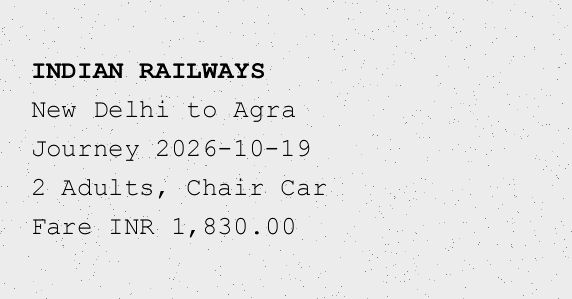 INDIAN RAILWAYS
New Delhi to Agra
Journey 2026-10-19
2 Adults, Chair Car
Fare INR 1,830.00